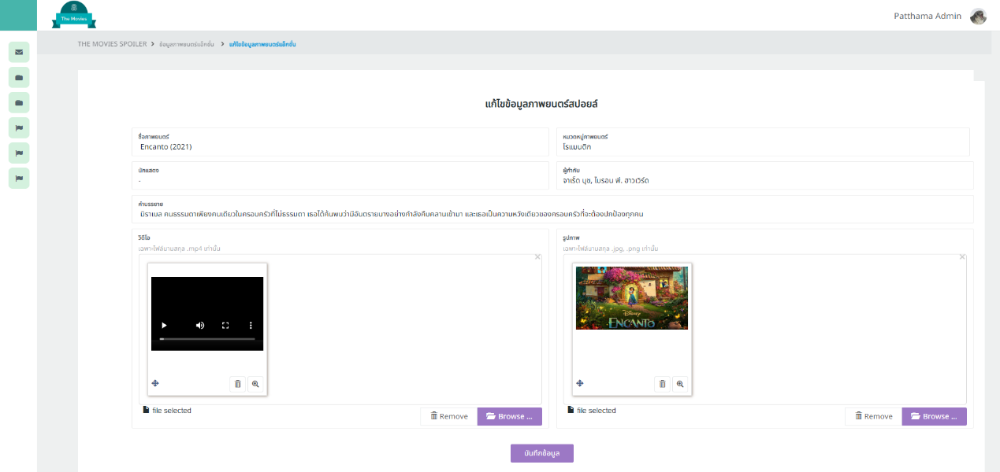 The Movies
Patthama Admin
THE MOVIES SPOILER > ข้อมูลภาพยนตร์แอ็กชั่น > แก้ไขข้อมูลภาพยนตร์แอ็กชั่น
แก้ไขข้อมูลภาพยนตร์สปอยล์
ชื่อภาพยนตร์
Encanto (2021)
หมวดหมู่ภาพยนตร์
โรแมนติก
นักแสดง
-
ผู้กำกับ
จาเร็ด บุช, ไบรอน พี. ฮาวเวิร์ด
คำบรรยาย
มิราเบล คนธรรมดาเพียงคนเดียวในครอบครัวที่ไม่ธรรมดา เธอได้ค้นพบว่ามีอันตรายบางอย่างกำลังคืบคลานเข้ามา และเธอเป็นความหวังเดียวของครอบครัวที่จะต้องปกป้องทุกคน
วิดีโอ
เฉพาะไฟล์นามสกุล .mp4 เท่านั้น
file selected
Remove
Browse ...
รูปภาพ
เฉพาะไฟล์นามสกุล .jpg, .png เท่านั้น
Disney
ENCANTO
file selected
Remove
Browse ...
บันทึกข้อมูล